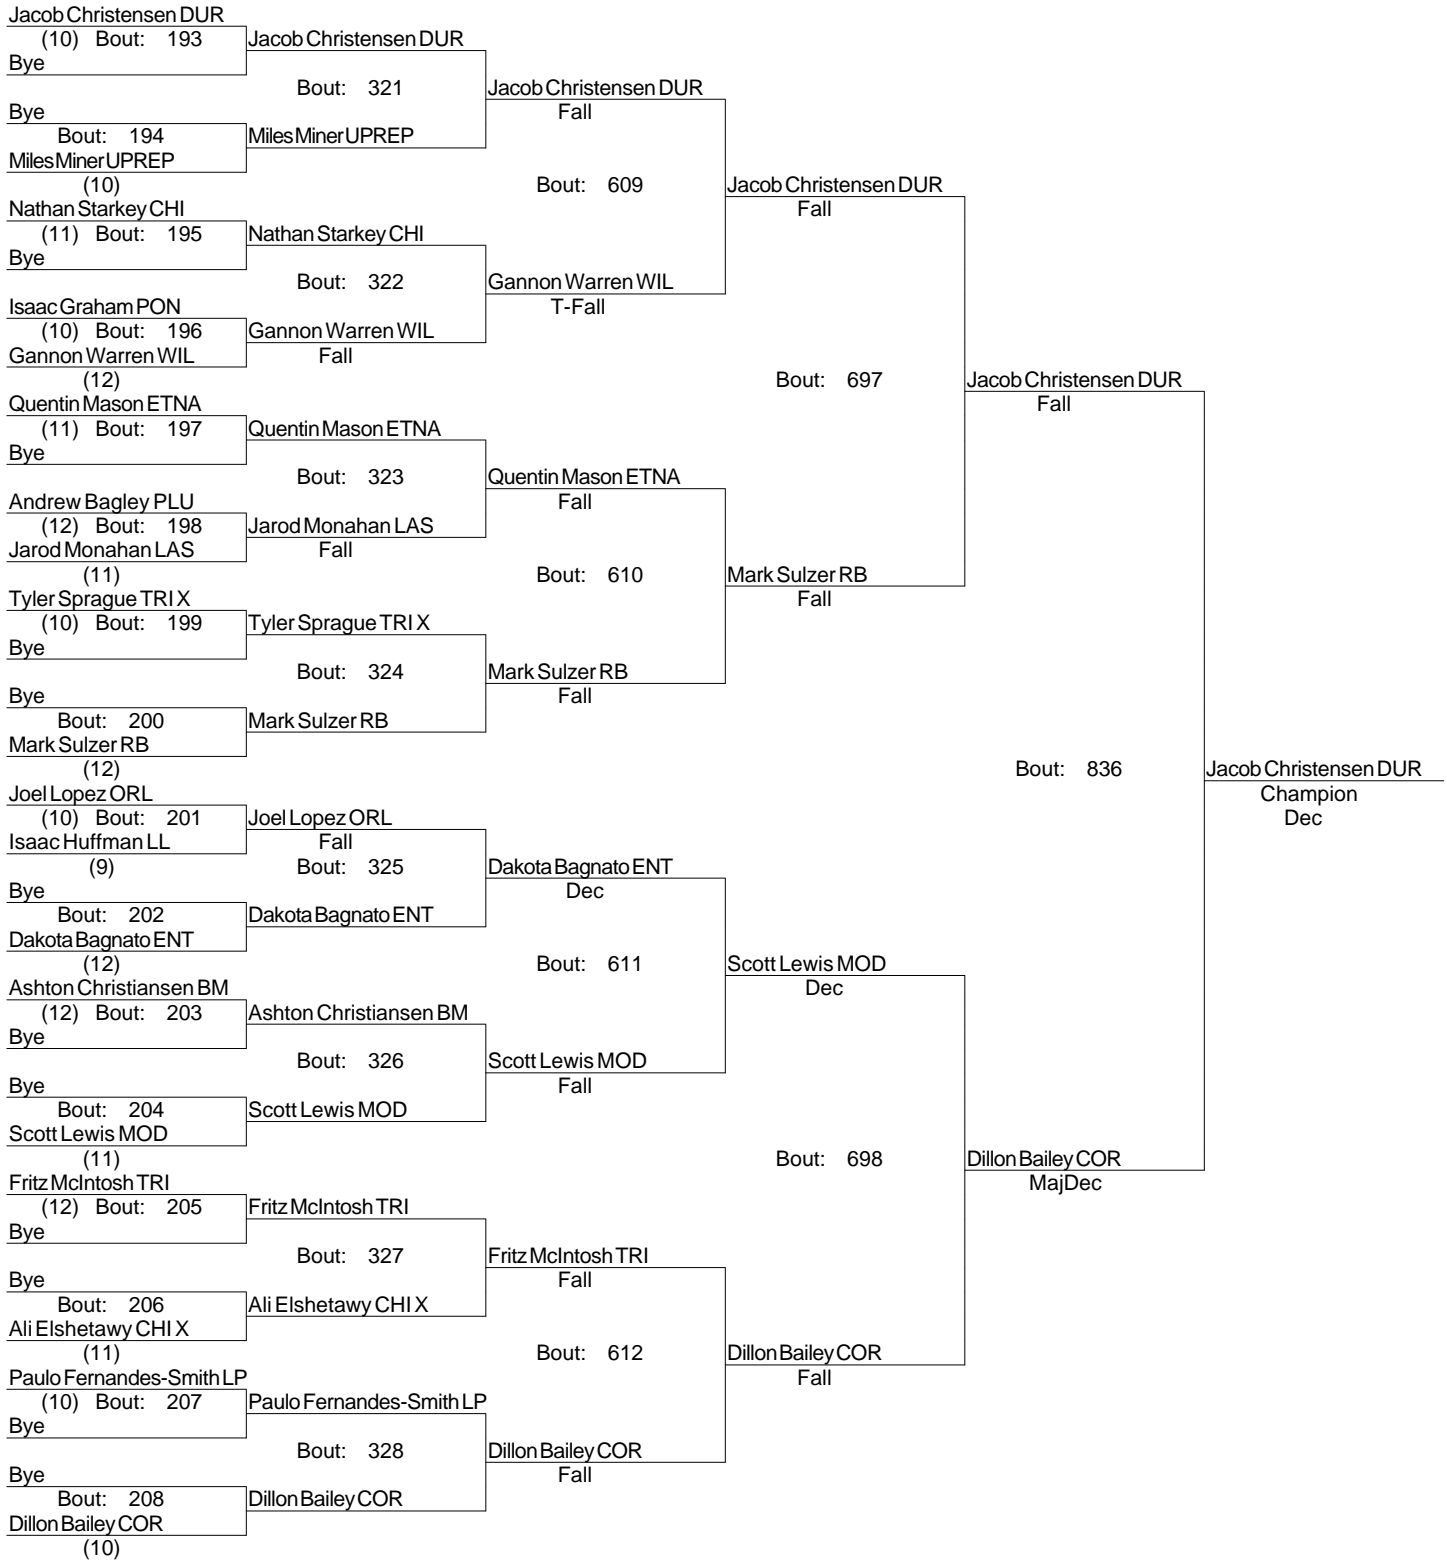 Jacob Christensen DUR
(10) Bout: 193
Bye
Bye
Bout: 194
Miles Miner UPREP
(10)
Nathan Starkey CHI
(11) Bout: 195
Bye
Isaac Graham PON
(10) Bout: 196
Gannon Warren WIL
(12)
Quentin Mason ETNA
(11) Bout: 197
Bye
Andrew Bagley PLU
(12) Bout: 198
Jarod Monahan LAS
(11)
Tyler Sprague TRI X
(10) Bout: 199
Bye
Bye
Bout: 200
Mark Sulzer RB
(12)
Joel Lopez ORL
(10) Bout: 201
Isaac Huffman LL
(9)
Bye
Bout: 202
Dakota Bagnato ENT
(12)
Ashton Christiansen BM
(12) Bout: 203
Bye
Bye
Bout: 204
Scott Lewis MOD
(11)
Fritz McIntosh TRI
(12) Bout: 205
Bye
Bye
Bout: 206
Ali Elshetawy CHI X
(11)
Paulo Fernandes-Smith LP
(10) Bout: 207
Bye
Bye
Bout: 208
Dillon Bailey COR
(10)
Jacob Christensen DUR
Bout: 321
Miles Miner UPREP
Nathan Starkey CHI
Bout: 322
Gannon Warren WIL
Fall
Quentin Mason ETNA
Bout: 323
Jarod Monahan LAS
Fall
Tyler Sprague TRI X
Bout: 324
Mark Sulzer RB
Joel Lopez ORL
Fall
Bout: 325
Dakota Bagnato ENT
Ashton Christiansen BM
Bout: 326
Scott Lewis MOD
Fritz McIntosh TRI
Bout: 327
Ali Elshetawy CHI X
Paulo Fernandes-Smith LP
Bout: 328
Dillon Bailey COR
Jacob Christensen DUR
Fall
Bout: 609
Gannon Warren WIL
T-Fall
Quentin Mason ETNA
Fall
Bout: 610
Mark Sulzer RB
Fall
Dakota Bagnato ENT
Dec
Bout: 611
Scott Lewis MOD
Fall
Fritz McIntosh TRI
Fall
Bout: 612
Dillon Bailey COR
Fall
Jacob Christensen DUR
Fall
Bout: 697
Mark Sulzer RB
Fall
Scott Lewis MOD
Dec
Bout: 698
Dillon Bailey COR
Fall
Jacob Christensen DUR
Fall
Bout: 836
Dillon Bailey COR
MajDec
Jacob Christensen DUR
Champion
Dec